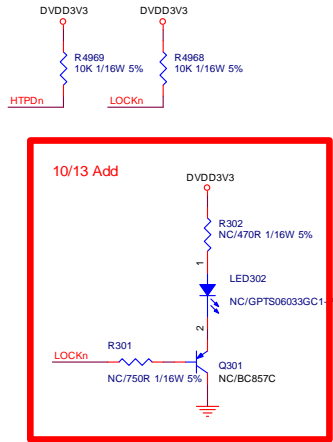 DVDD3V3 DVDD3V3
R4969 R4968
10K 1/16W 5% 10K 1/16W 5%
HTPDn LOCKn
10/13 Add
DVDD3V3
R302
NC/470R 1/16W 5%
1
LED302
NC/GPTS06033GC1-
2
R301
LOCKn
Q301
NC/750R 1/16W 5% NC/BC857C